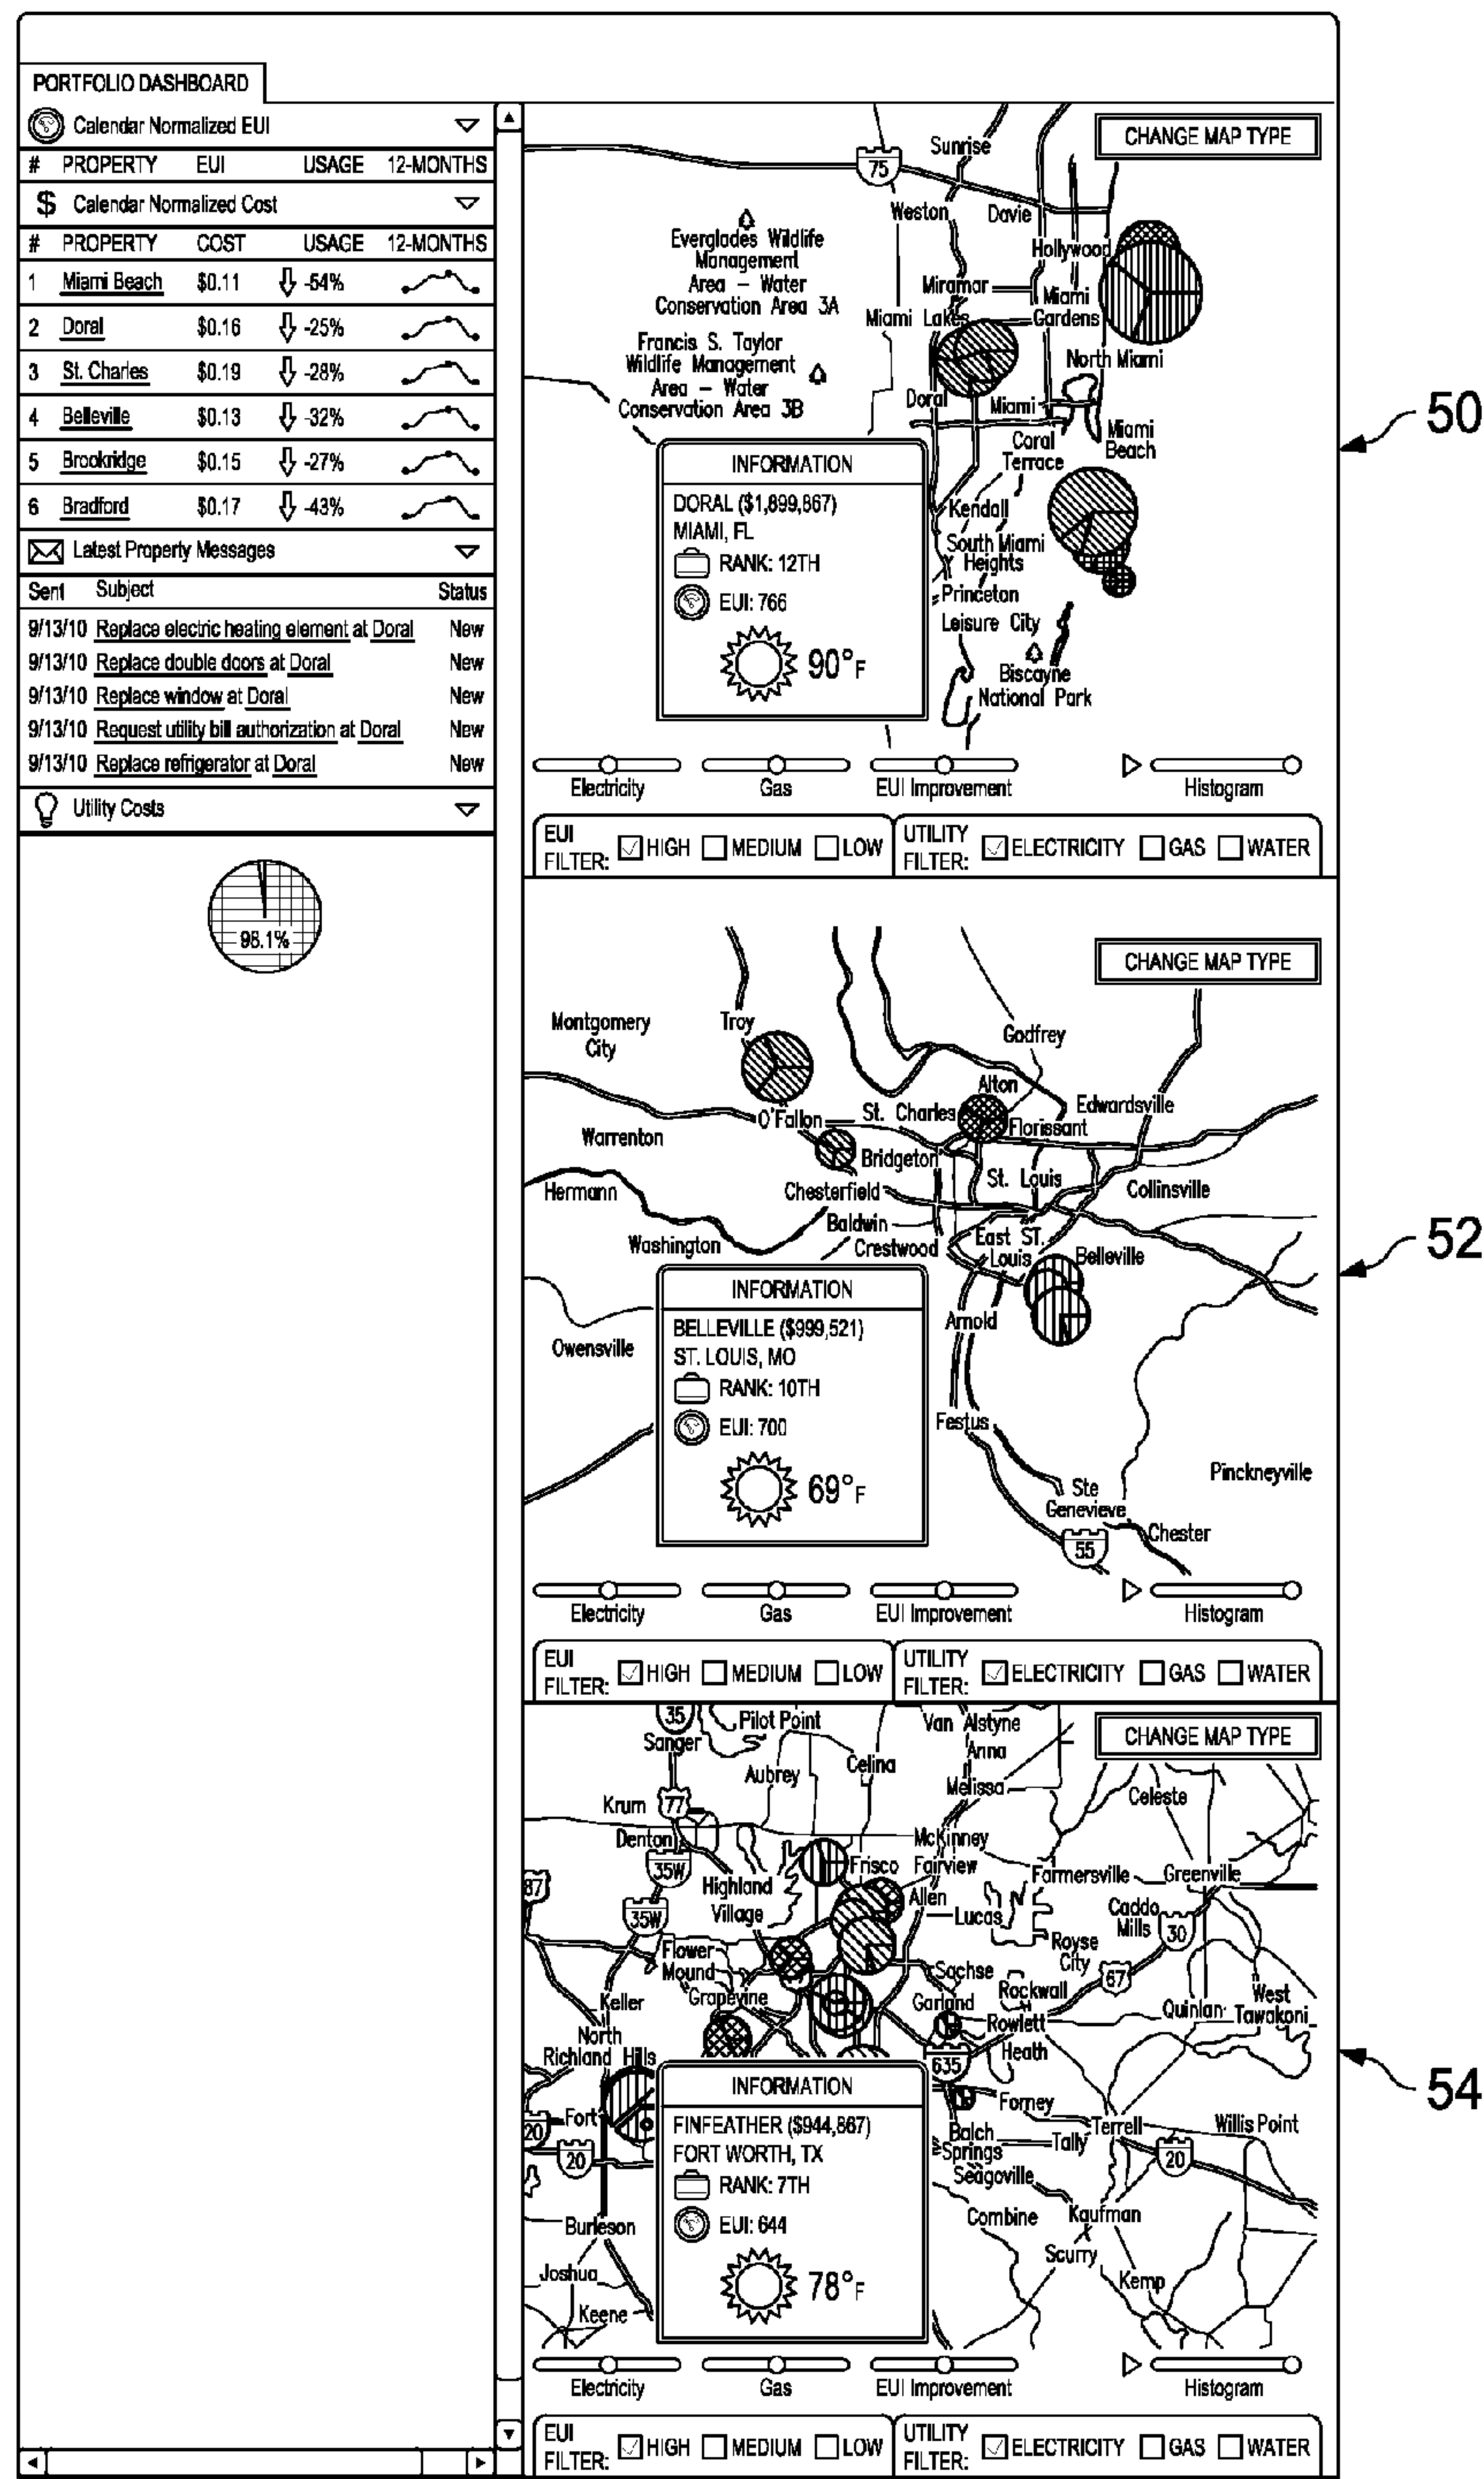 PORTFOLIO DASHBOARD
Calendar Normalized EUI
# PROPERTY EUI USAGE 12-MONTHS
$ Calendar Normalized Cost
# PROPERTY COST USAGE 12-MONTHS
1 Miami Beach $0.11 -54%
2 Doral $0.16 -25%
3 St. Charles $0.19 -28%
4 Belleville $0.13 -32%
5 Brookridge $0.15 -27%
6 Bradford $0.17 -43%
Latest Property Messages
Sent Subject Status
9/13/10 Replace electric heating element at Doral New
9/13/10 Replace double doors at Doral New
9/13/10 Replace window at Doral New
9/13/10 Request utility bill authorization at Doral New
9/13/10 Replace refrigerator at Doral New
Utility Costs
98.1%
CHANGE MAP TYPE
Sunrise
75
Weston
Davie
Everglades Wildlife
Management
Area – Water
Conservation Area 3A
Hollywood
Miramar
Miami
Gardens
Miami Lakes
Francis S. Taylor
Wildlife Management
Area – Water
Conservation Area 3B
North Miami
Doral
Miami
Miami
Beach
Coral
Terrace
Kendall
South Miami
Heights
Princeton
Leisure City
Biscayne
National Park
INFORMATION
DORAL ($1,899,867)
MIAMI, FL
RANK: 12TH
EUI: 766
90°F
Electricity Gas EUI Improvement Histogram
EUI
FILTER: HIGH MEDIUM LOW
UTILITY
FILTER: ELECTRICITY GAS WATER
50
CHANGE MAP TYPE
Montgomery
City
Troy
Godfrey
Alton
Edwardsville
O'Fallon
St. Charles
Florissant
Warrenton
Bridgeton
St. Louis
Hermann
Chesterfield
Collinsville
Baldwin
Washington
Crestwood
East ST.
Louis
Belleville
Arnold
Owensville
Festus
Pinckneyville
Ste
Genevieve
Chester
55
INFORMATION
BELLEVILLE ($999,521)
ST. LOUIS, MO
RANK: 10TH
EUI: 700
69°F
Electricity Gas EUI Improvement Histogram
EUI
FILTER: HIGH MEDIUM LOW
UTILITY
FILTER: ELECTRICITY GAS WATER
52
CHANGE MAP TYPE
35
Pilot Point
Van Alstyne
Sanger
Anna
Aubrey
Celina
Melissa
Celeste
Krum
77
Denton
McKinney
35W
Frisco
Fairview
Farmersville
Greenville
87
Highland
Village
Allen
Lucas
Caddo
Mills
30
35W
Flower
Mound
Royse
City
67
Sachse
Rockwall
Grapevine
Keller
Garland
Rowlett
Quinlan
West
Tawakoni
North
Richland Hills
Heath
635
Forney
Fort
20
20
Balch
Springs
Tally
Terrell
Willis Point
20
Seagoville
Combine
Kaufman
Burleson
Scurry
Joshua
Kemp
Keene
INFORMATION
FINFEATHER ($944,867)
FORT WORTH, TX
RANK: 7TH
EUI: 644
78°F
Electricity Gas EUI Improvement Histogram
EUI
FILTER: HIGH MEDIUM LOW
UTILITY
FILTER: ELECTRICITY GAS WATER
54